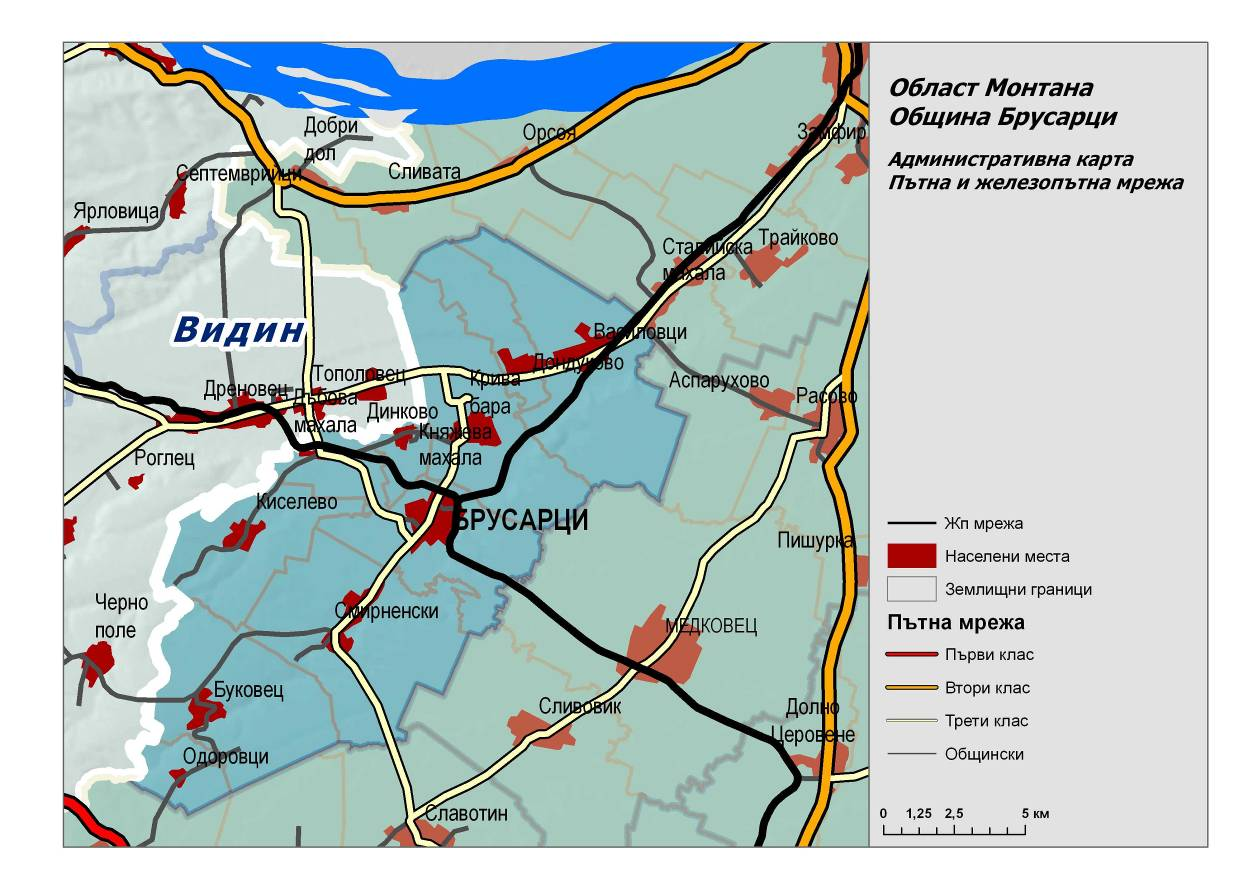 Област Монтана
Община Брусарци
Административна карта
Пътна и железопътна мрежа
Добри
дол
Орсоя
Замфир
Септемврийци
Сливата
Ярловица
Сталийска
махала
Трайково
Видин
Василовци
Дондуково
Тополовец
Крива
бара
Аспарухово
Расово
Дреновец
Дъбова
махала
Динково
Княжева
махала
Роглец
Киселево
БРУСАРЦИ
Пишурка
Черно
поле
Смирненски
МЕДКОВЕЦ
Буковец
Сливовик
Долно
Церовене
Одоровци
Славотин
Жп мрежа
Населени места
Землищни граници
Пътна мрежа
Първи клас
Втори клас
Трети клас
Общински
0 1,25 2,5 5 км